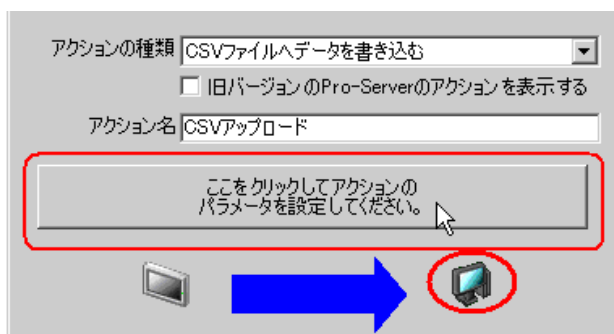 アクションの種類 CSVファイルへデータを書き込む
旧バージョンのPro-Serverのアクションを表示する
アクション名 CSVアップロード
ここをクリックしてアクションの
パラメータを設定してください。